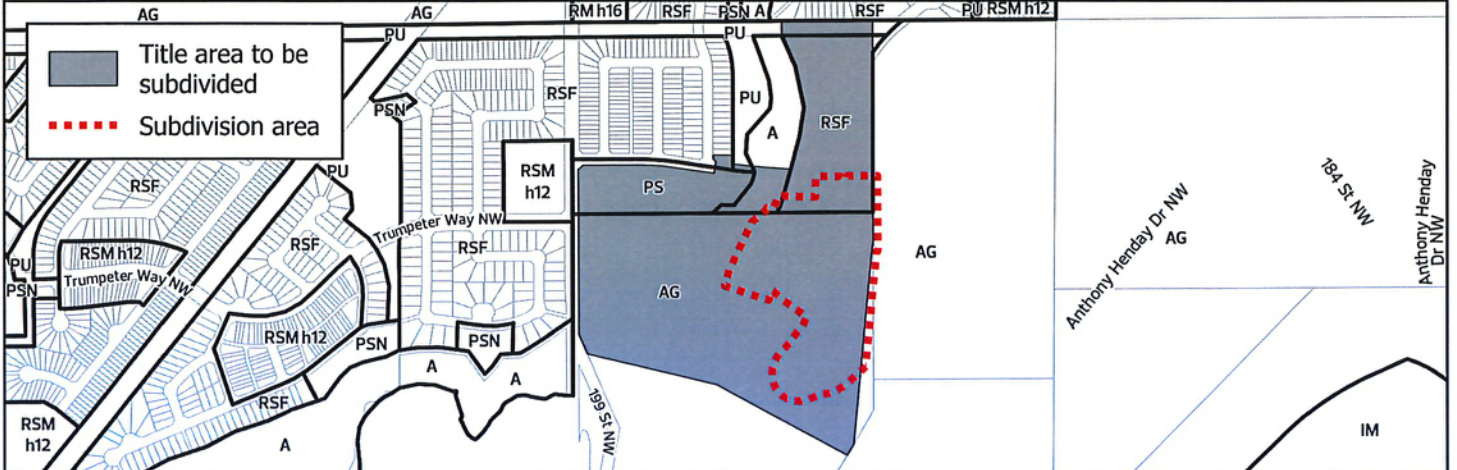 AG
AG
RM h16
RSF
PSN
A
RSF
PU
RSM h12
PU
PU
Title area to be
subdivided
Subdivision area
PSN
RSF
PU
A
RSF
RSM
h12
PS
PU
RSF
Trumpeter Way NW
RSF
RSF
RSM h12
Trumpeter Way NW
PU
PSN
AG
AG
Anthony Henday Dr NW
AG
184 St NW
Anthony Henday
Dr NW
RSM h12
PSN
PSN
A
A
RSF
199 St NW
RSM
h12
A
IM